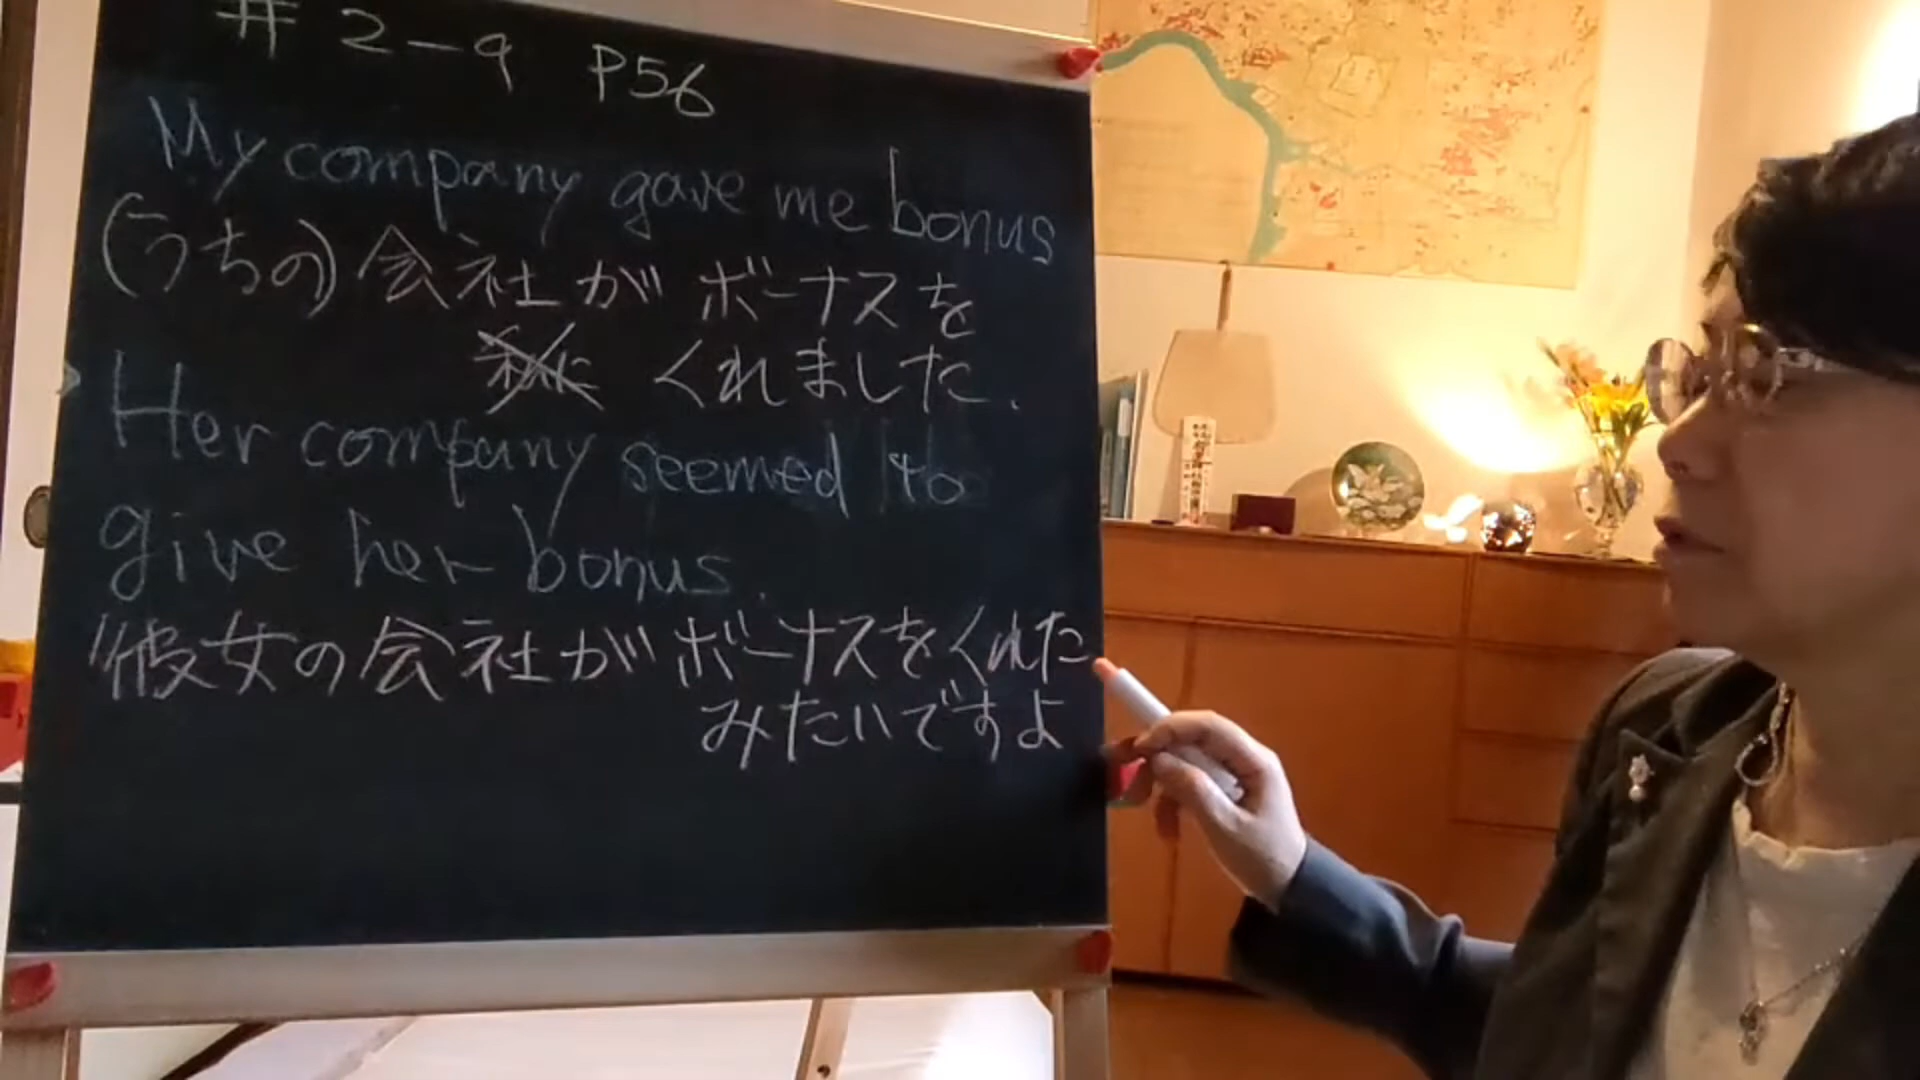 # 2-9 P56
My company gave me bonus
(うちの)会社が ボーナスを
私に くれました.
Her company seemed to
give her bonus.
"彼女の会社が ボーナスをくれた
みたいですよ